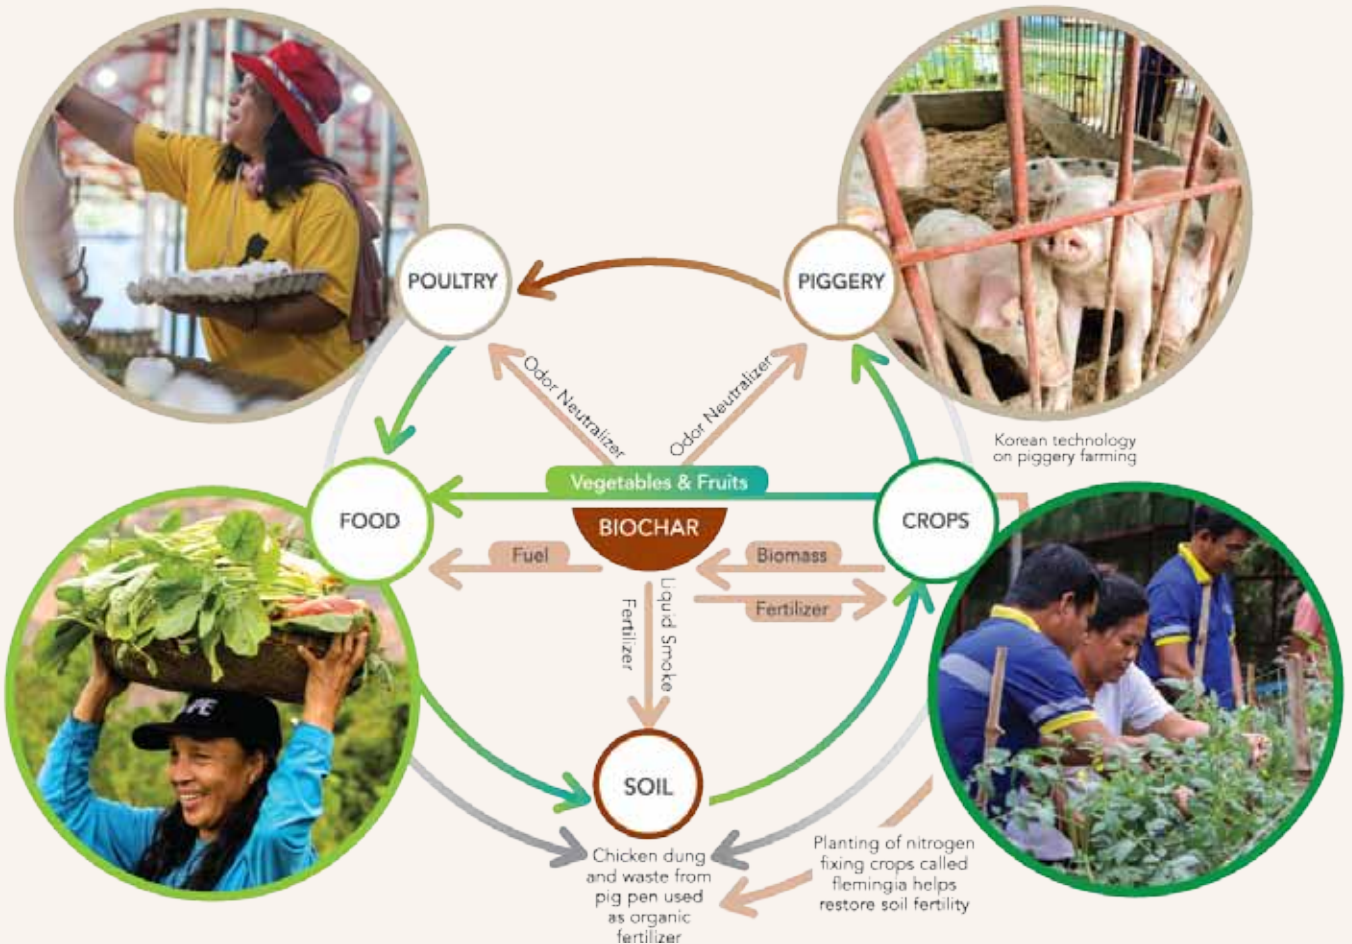 POULTRY
PIGGERY
Odor Neutralizer
Odor Neutralizer
Korean technology
on piggery farming
Vegetables & Fruits
FOOD
BIOCHAR
CROPS
Fuel
Biomass
Fertilizer
Liquid Smoke
Fertilizer
SOIL
Chicken dung
and waste from
pig pen used
as organic
fertilizer
Planting of nitrogen
fixing crops called
flemingia helps
restore soil fertility